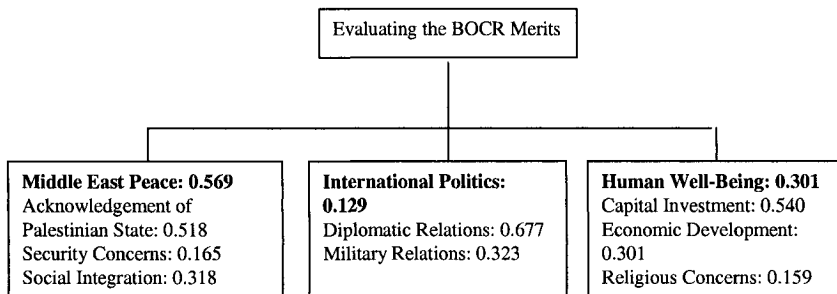 Evaluating the BOCR Merits
Middle East Peace: 0.569
Acknowledgement of
Palestinian State: 0.518
Security Concerns: 0.165
Social Integration: 0.318
International Politics:
0.129
Diplomatic Relations: 0.677
Military Relations: 0.323
Human Well-Being: 0.301
Capital Investment: 0.540
Economic Development:
0.301
Religious Concerns: 0.159